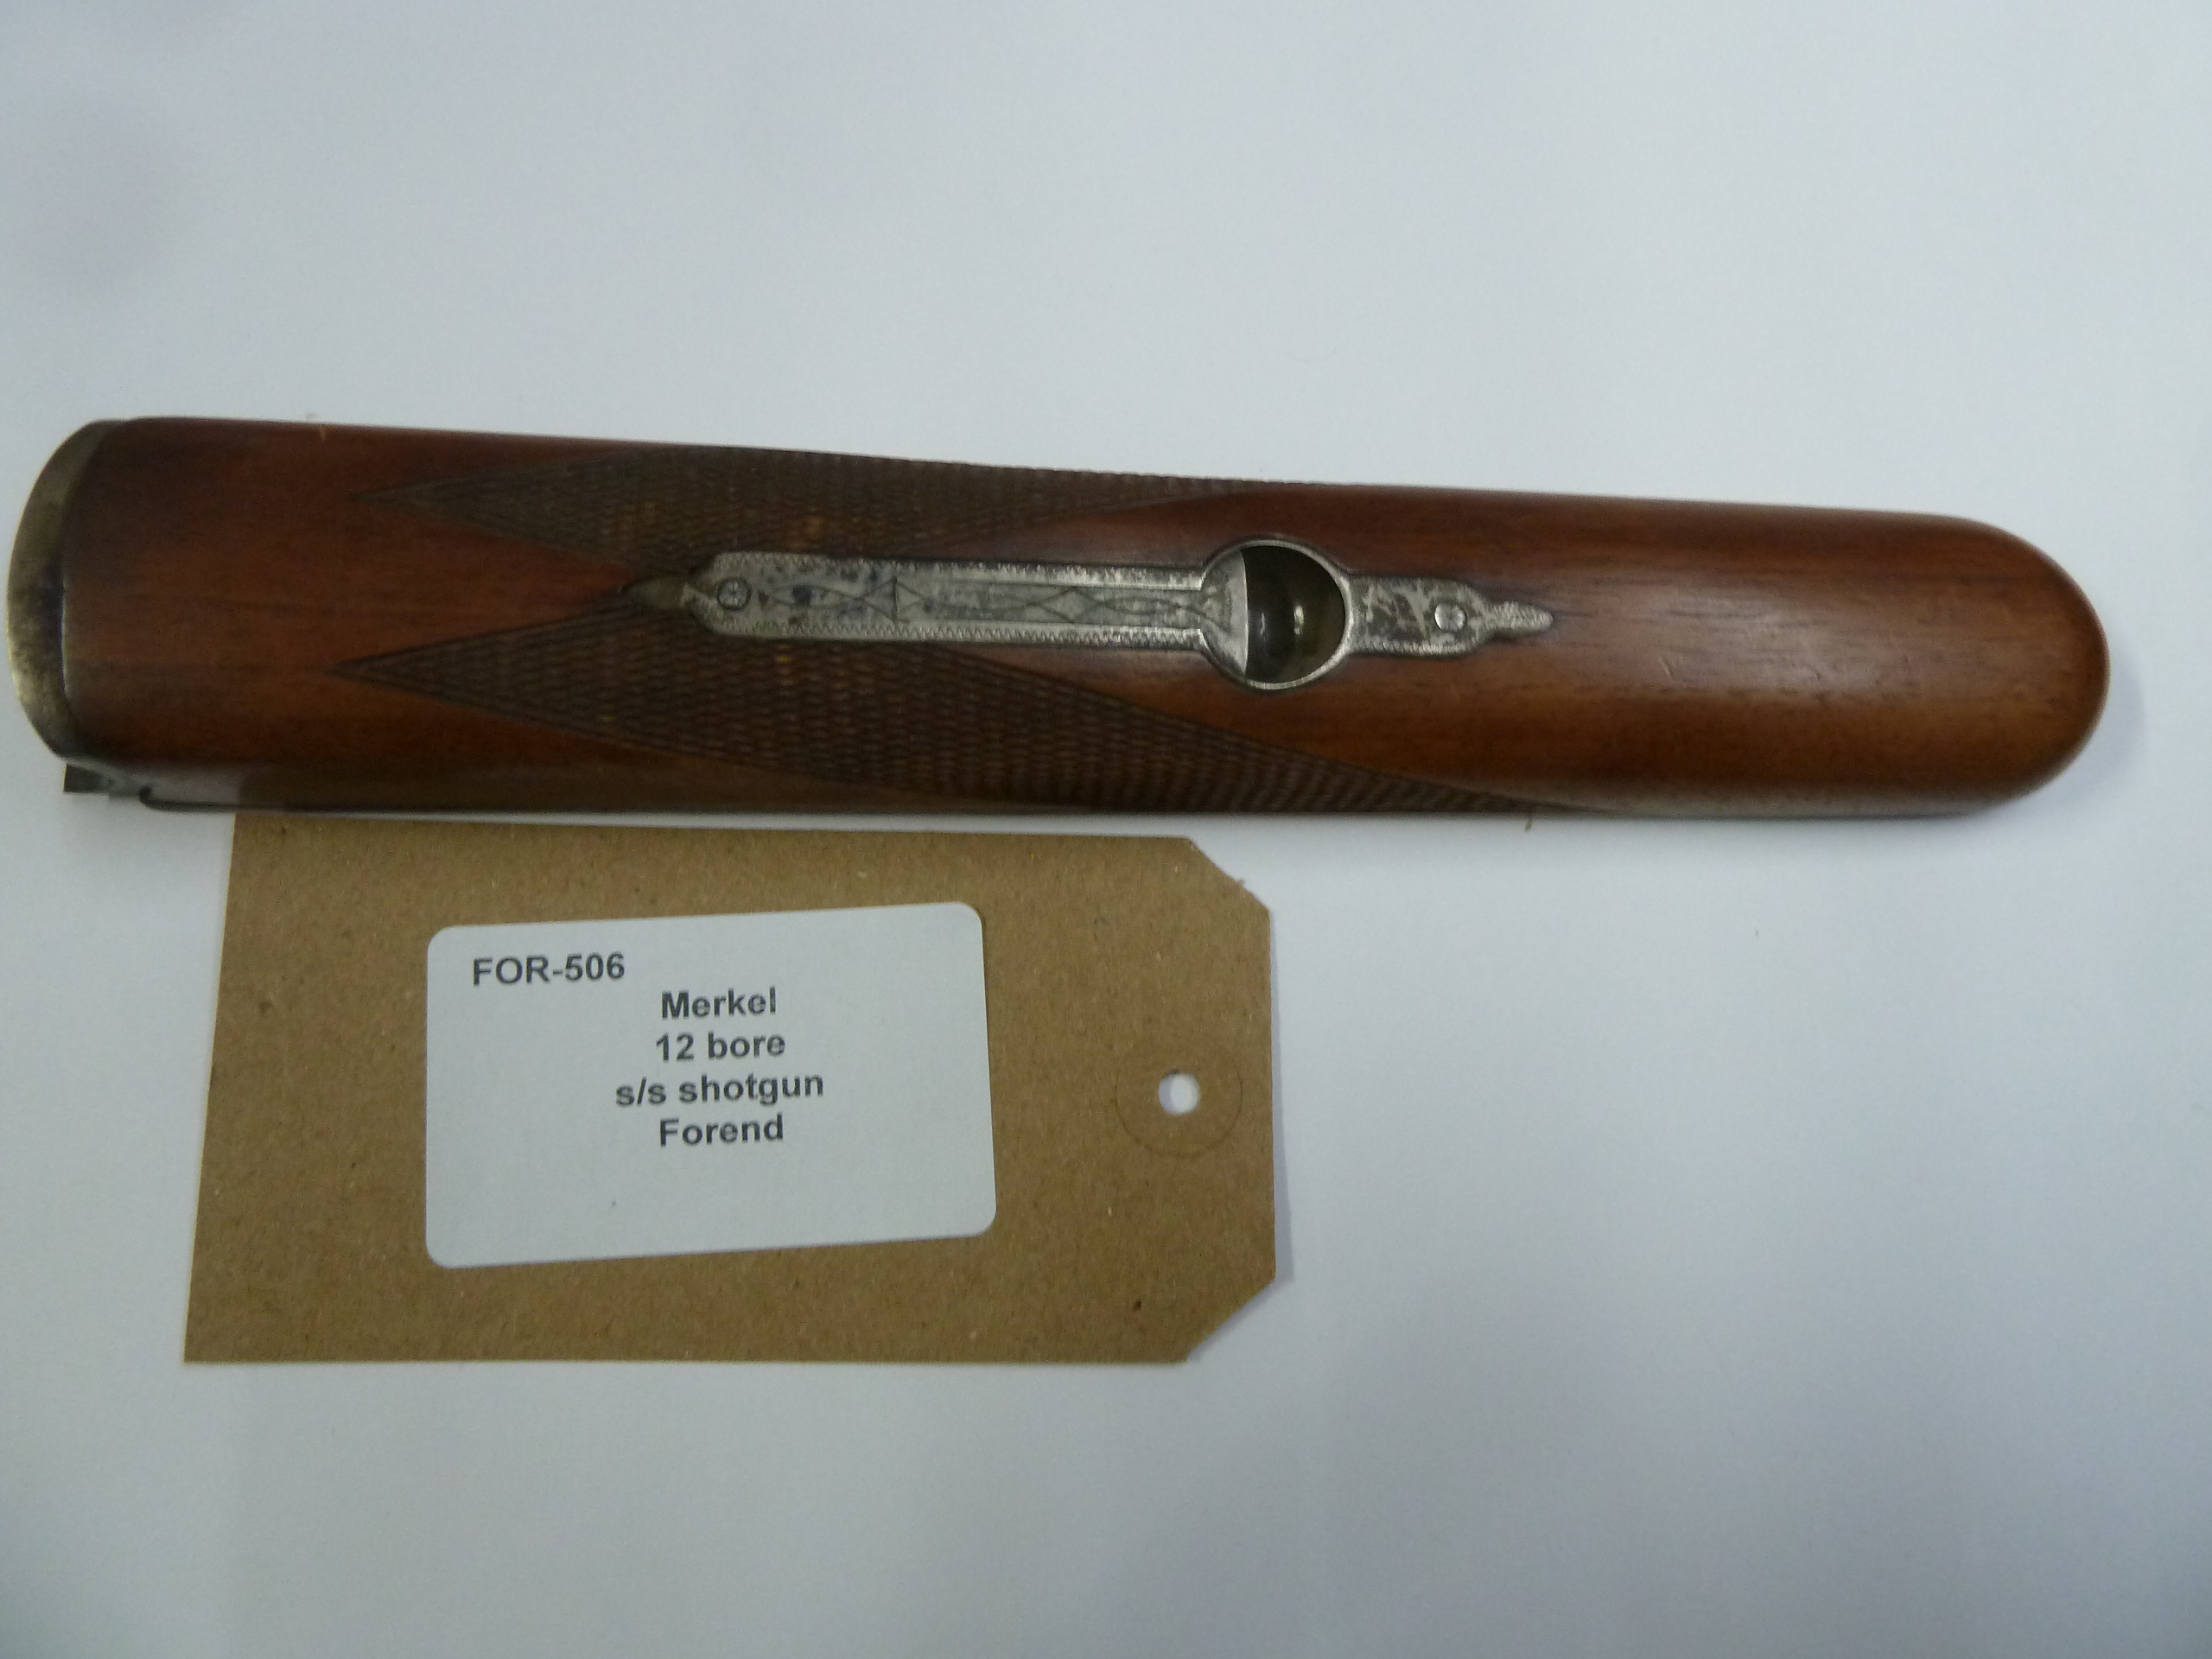 FOR-506
Merkel
12 bore
s/s shotgun
Forend